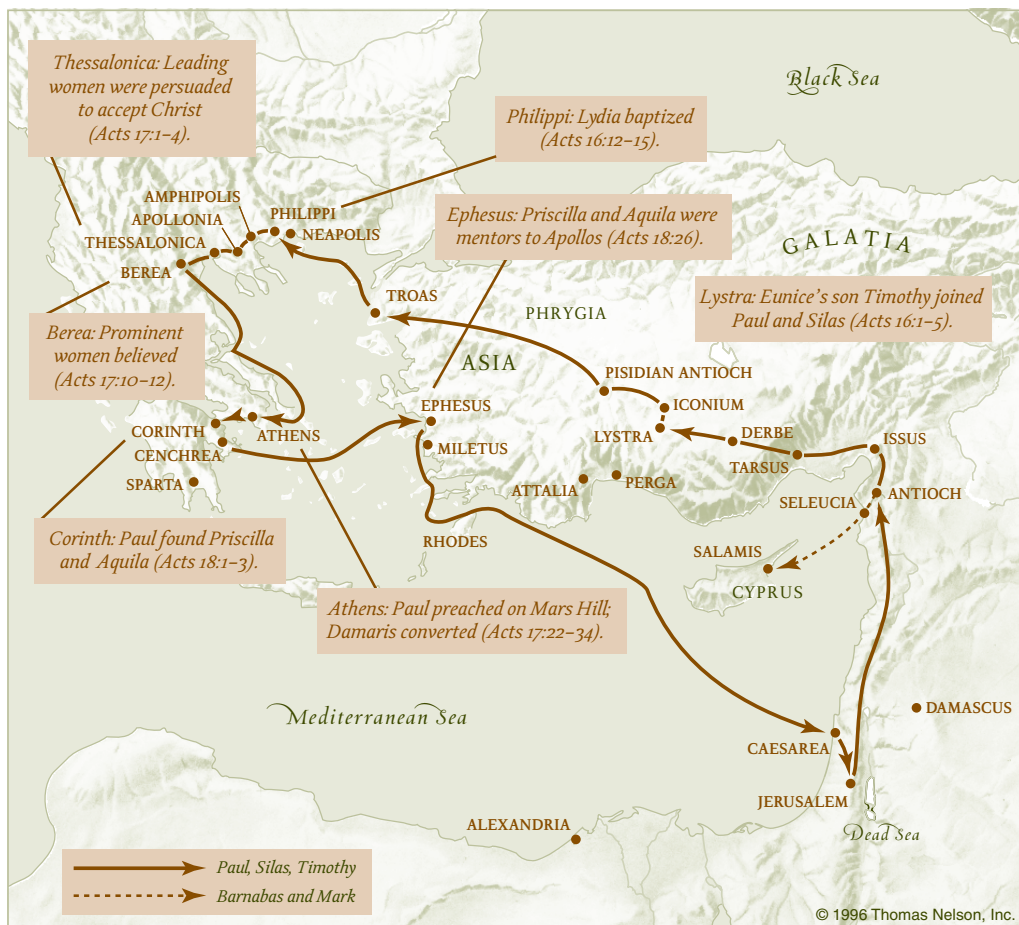 Thessalonica: Leading
women were persuaded
to accept Christ
(Acts 17:1–4).
Black Sea
Philippi: Lydia baptized
(Acts 16:12–15).
AMPHIPOLIS
APOLLONIA
PHILIPPI
NEAPOLIS
THESSALONICA
BEREA
Ephesus: Priscilla and Aquila were
mentors to Apollos (Acts 18:26).
GALATIA
TROAS
PHRYGIA
Lystra: Eunice's son Timothy joined
Paul and Silas (Acts 16:1–5).
Berea: Prominent
women believed
(Acts 17:10–12).
ASIA
PISIDIAN ANTIOCH
ICONIUM
EPHESUS
CORINTH
ATHENS
CENCHREA
MILETUS
LYSTRA
DERBE
ISSUS
TARSUS
SPARTA
ATTALIA
PERGA
SELEUCIA
ANTIOCH
RHODES
Corinth: Paul found Priscilla
and Aquila (Acts 18:1–3).
SALAMIS
CYPRUS
Athens: Paul preached on Mars Hill;
Damaris converted (Acts 17:22–34).
Mediterranean Sea
DAMASCUS
CAESAREA
JERUSALEM
ALEXANDRIA
Dead Sea
Paul, Silas, Timothy
Barnabas and Mark
© 1996 Thomas Nelson, Inc.